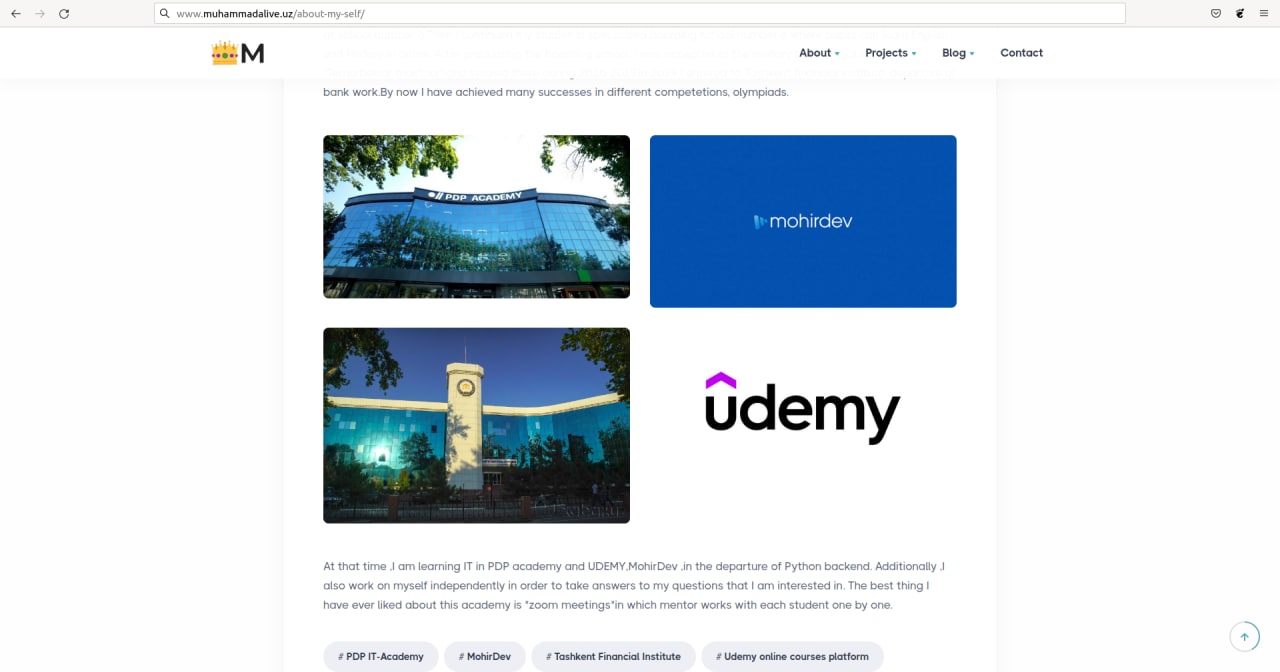 www.muhammadalive.uz/about-my-self/
M
About
Projects
Blog
Contact
bank work.By now I have achieved many successes in different competetions, olympiads.
PDP ACADEMY
mohirdev
udemy
At that time ,I am learning IT in PDP academy and UDEMY,MohirDev ,in the departure of Python backend. Additionally ,I
also work on myself independently in order to take answers to my questions that I am interested in. The best thing I
have ever liked about this academy is "zoom meetings"in which mentor works with each student one by one.
# PDP IT-Academy
# MohirDev
# Tashkent Financial Institute
# Udemy online courses platform